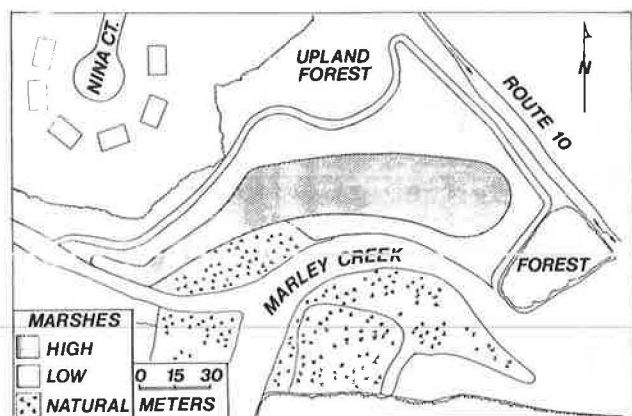 NINA CT.
UPLAND
FOREST
ROUTE 10
N
FOREST
MARLEY CREEK
MARSHES
HIGH
LOW
NATURAL
0 15 30
METERS